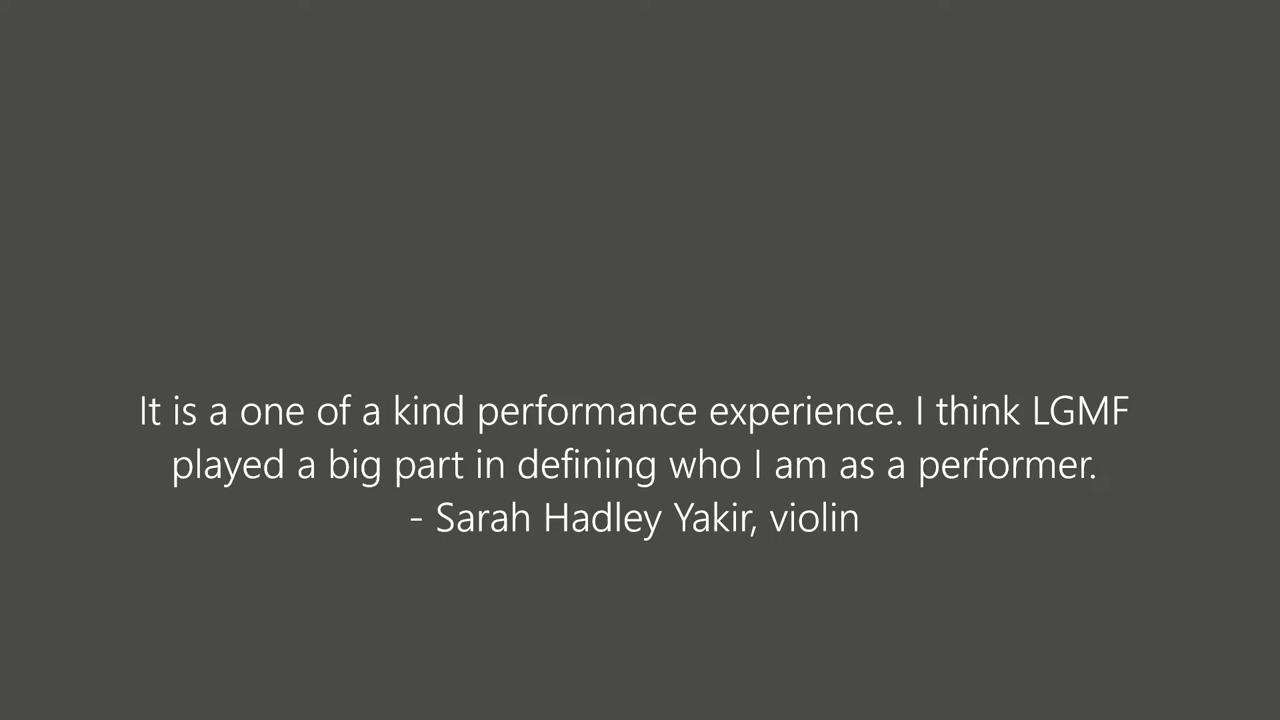 It is a one of a kind performance experience. I think LGMF
played a big part in defining who I am as a performer.
- Sarah Hadley Yakir, violin